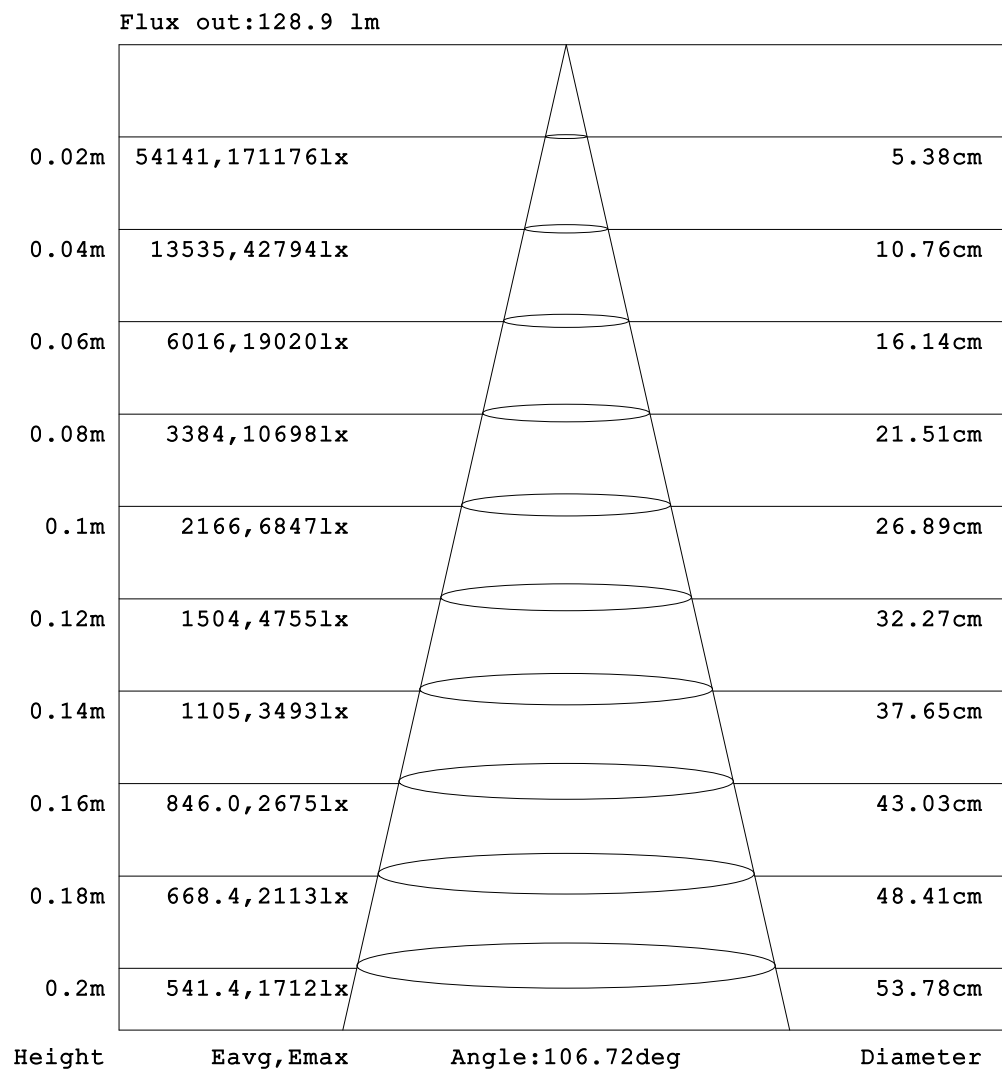 Flux out:128.9 lm
0.02m 54141,171176lx 5.38cm
0.04m 13535,42794lx 10.76cm
0.06m 6016,19020lx 16.14cm
0.08m 3384,10698lx 21.51cm
0.1m 2166,6847lx 26.89cm
0.12m 1504,4755lx 32.27cm
0.14m 1105,3493lx 37.65cm
0.16m 846.0,2675lx 43.03cm
0.18m 668.4,2113lx 48.41cm
0.2m 541.4,1712lx 53.78cm
Height Eavg,Emax Angle:106.72deg Diameter